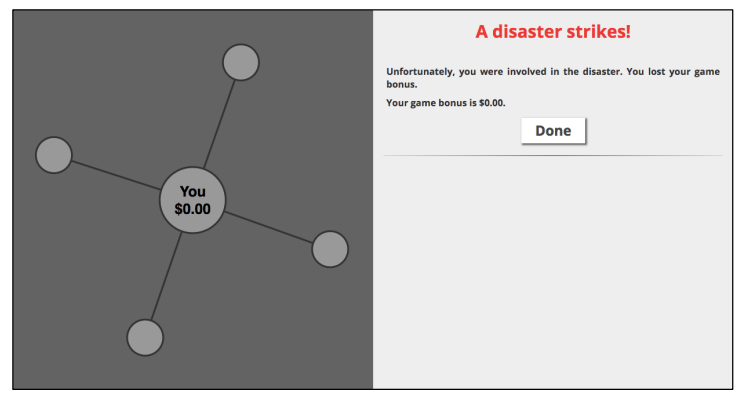 You
$0.00
A disaster strikes!
Unfortunately, you were involved in the disaster. You lost your game
bonus.
Your game bonus is $0.00.
Done